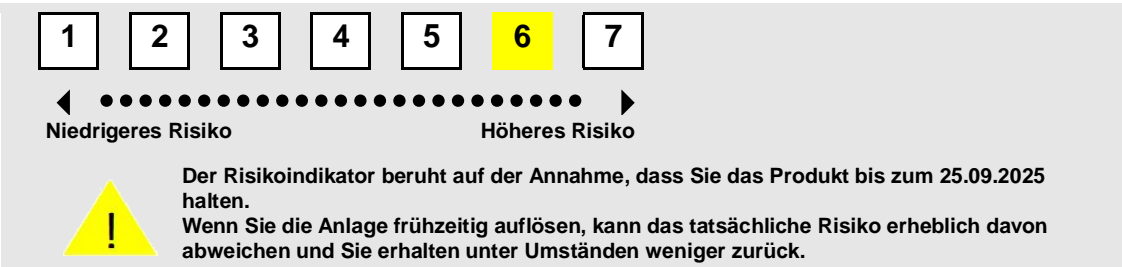 1 2 3 4 5 6 7
Niedrigeres Risiko Höheres Risiko
Der Risikoindikator beruht auf der Annahme, dass Sie das Produkt bis zum 25.09.2025
halten.
Wenn Sie die Anlage frühzeitig auflösen, kann das tatsächliche Risiko erheblich davon
abweichen und Sie erhalten unter Umständen weniger zurück.
!